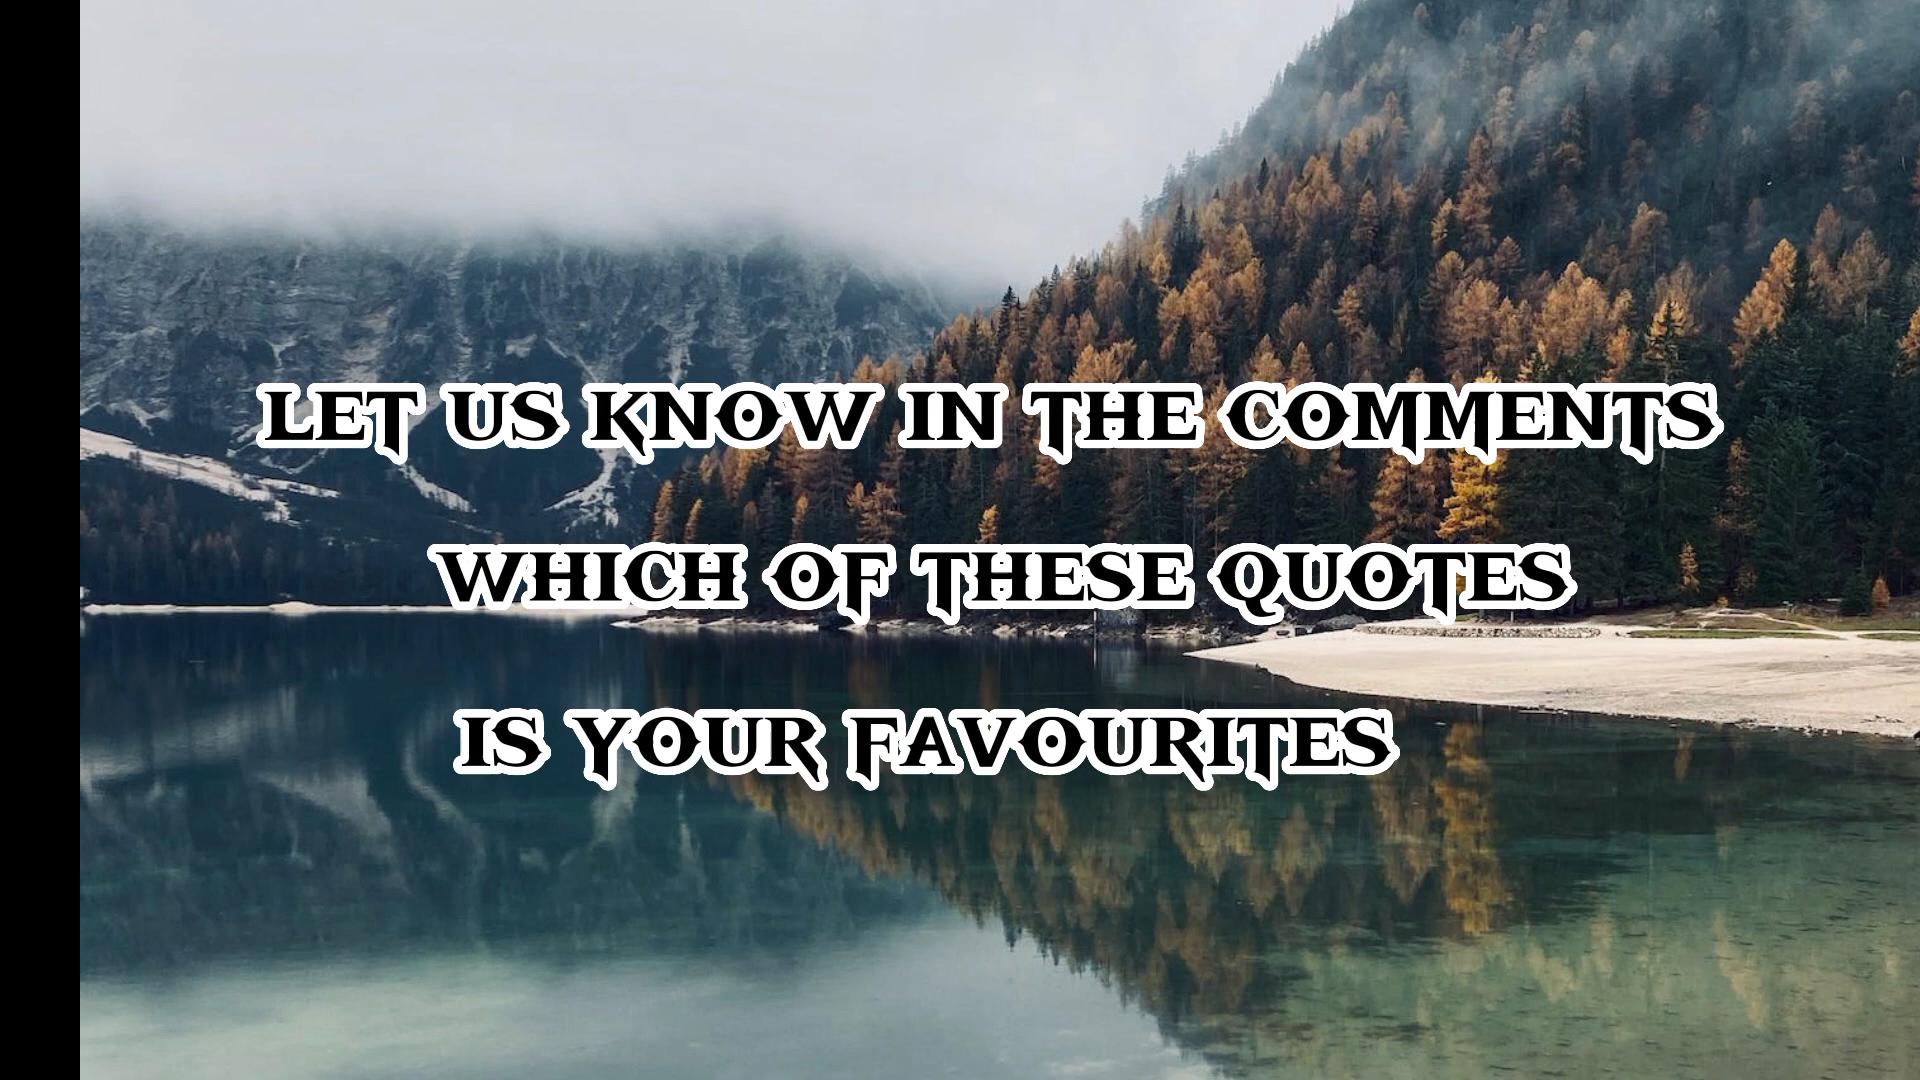 LET US KNOW IN THE COMMENTS
WHICH OF THESE QUOTES
IS YOUR FAVOURITES